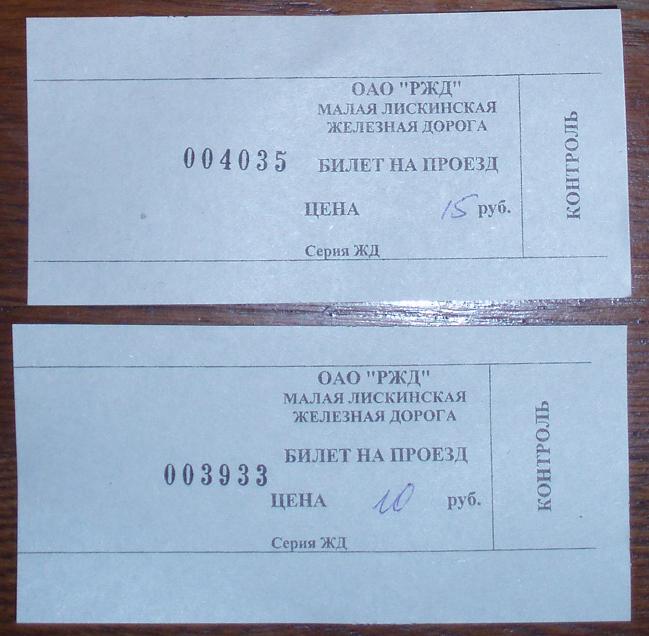 ОАО "РЖД"
МАЛАЯ ЛИСКИНСКАЯ
ЖЕЛЕЗНАЯ ДОРОГА
004035 БИЛЕТ НА ПРОЕЗД
ЦЕНА 15 руб.
Серия ЖД
КОНТРОЛЬ
ОАО "РЖД"
МАЛАЯ ЛИСКИНСКАЯ
ЖЕЛЕЗНАЯ ДОРОГА
БИЛЕТ НА ПРОЕЗД
003933
ЦЕНА 10 руб.
Серия ЖД
КОНТРОЛЬ